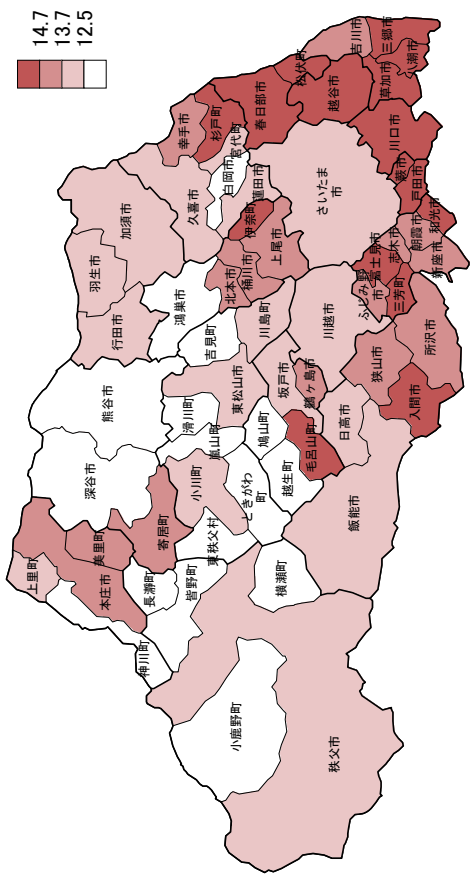 14.7
13.7
12.5
三郷市
八潮市
吉川市
草加市
松伏町
越谷市
川口市
春日部市
蕨市
戸田市
杉戸町
幸手市
宮代町
白岡市
蓮田市
さいたま
市
和光市
朝霞市
新座市
志木市
富士見市
ふじみ野
市
三芳町
伊奈町
上尾市
桶川市
北本市
久喜市
加須市
羽生市
行田市
鴻巣市
吉見町
川島町
川越市
所沢市
狭山市
入間市
坂戸市
鶴ヶ島市
日高市
東松山市
滑川町
嵐山町
鳩山町
毛呂山町
越生町
ときがわ
町
小川町
東秩父村
飯能市
熊谷市
深谷市
寄居町
美里町
本庄市
上里町
神川町
長瀞町
皆野町
横瀬町
小鹿野町
秩父市